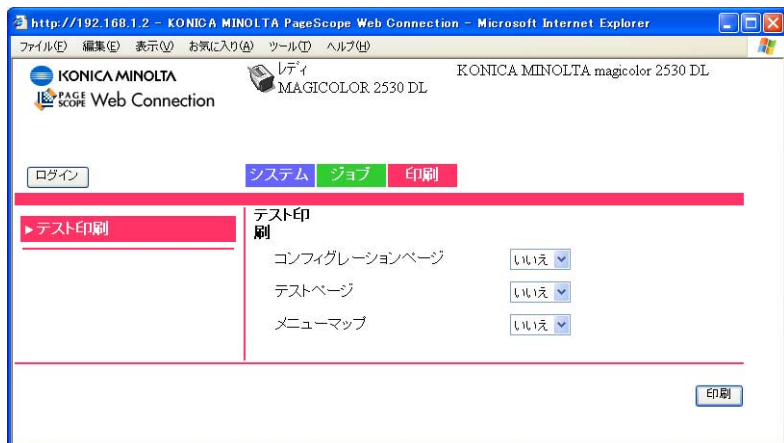 http://192.168.1.2 - KONICA MINOLTA PageScope Web Connection - Microsoft Internet Explorer
ファイル(F) 編集(E) 表示(V) お気に入り(A) ツール(T) ヘルプ(H)
KONICA MINOLTA
PAGE SCOPE Web Connection
レディ
MAGICOLOR 2530 DL
KONICA MINOLTA magicolor 2530 DL
ログイン
システム ジョブ 印刷
▶テスト印刷
テスト印
刷
コンフィグレーションページ いいえ
テストページ いいえ
メニューマップ いいえ
印刷